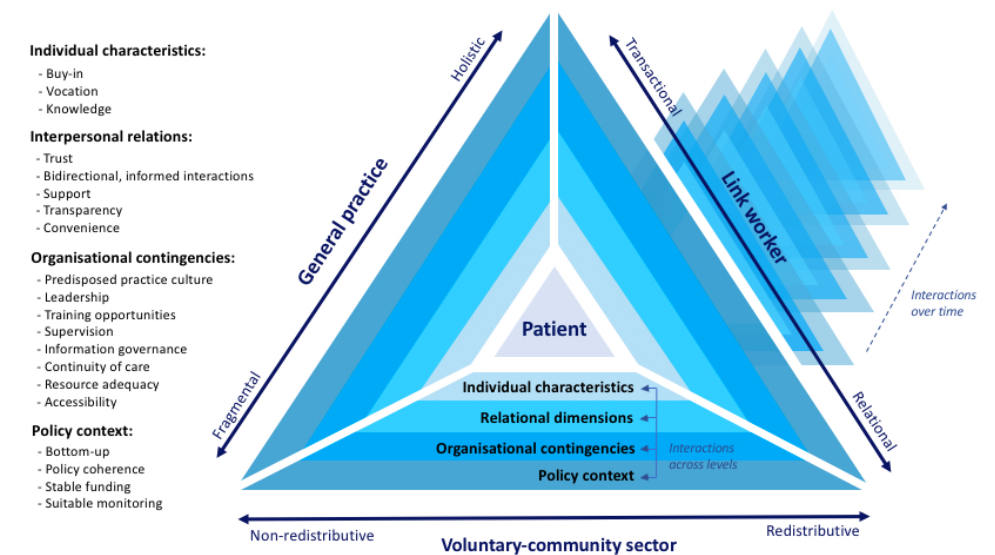 Individual characteristics:
- Buy-in
- Vocation
- Knowledge
Interpersonal relations:
- Trust
- Bidirectional, informed interactions
- Support
- Transparency
- Convenience
Organisational contingencies:
- Predisposed practice culture
- Leadership
- Training opportunities
- Supervision
- Information governance
- Continuity of care
- Resource adequacy
- Accessibility
Policy context:
- Bottom-up
- Policy coherence
- Stable funding
- Suitable monitoring
Holistic
General practice
Fragmental
Transactional
Link worker
Relational
Interactions
over time
Patient
Individual characteristics
Relational dimensions
Organisational contingencies
Policy context
Interactions
across levels
Non-redistributive
Voluntary-community sector
Redistributive